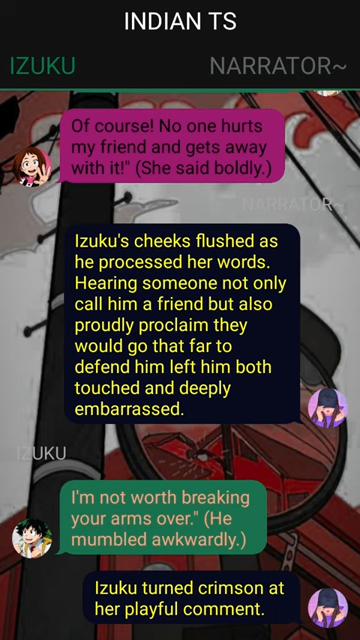 INDIAN TS
IZUKU
NARRATOR~
Of course! No one hurts
my friend and gets away
with it!" (She said boldly.)
NARRATOR~
Izuku's cheeks flushed as
he processed her words.
Hearing someone not only
call him a friend but also
proudly proclaim they
would go that far to
defend him left him both
touched and deeply
embarrassed.
IZUKU
I'm not worth breaking
your arms over." (He
mumbled awkwardly.)
Izuku turned crimson at
her playful comment.